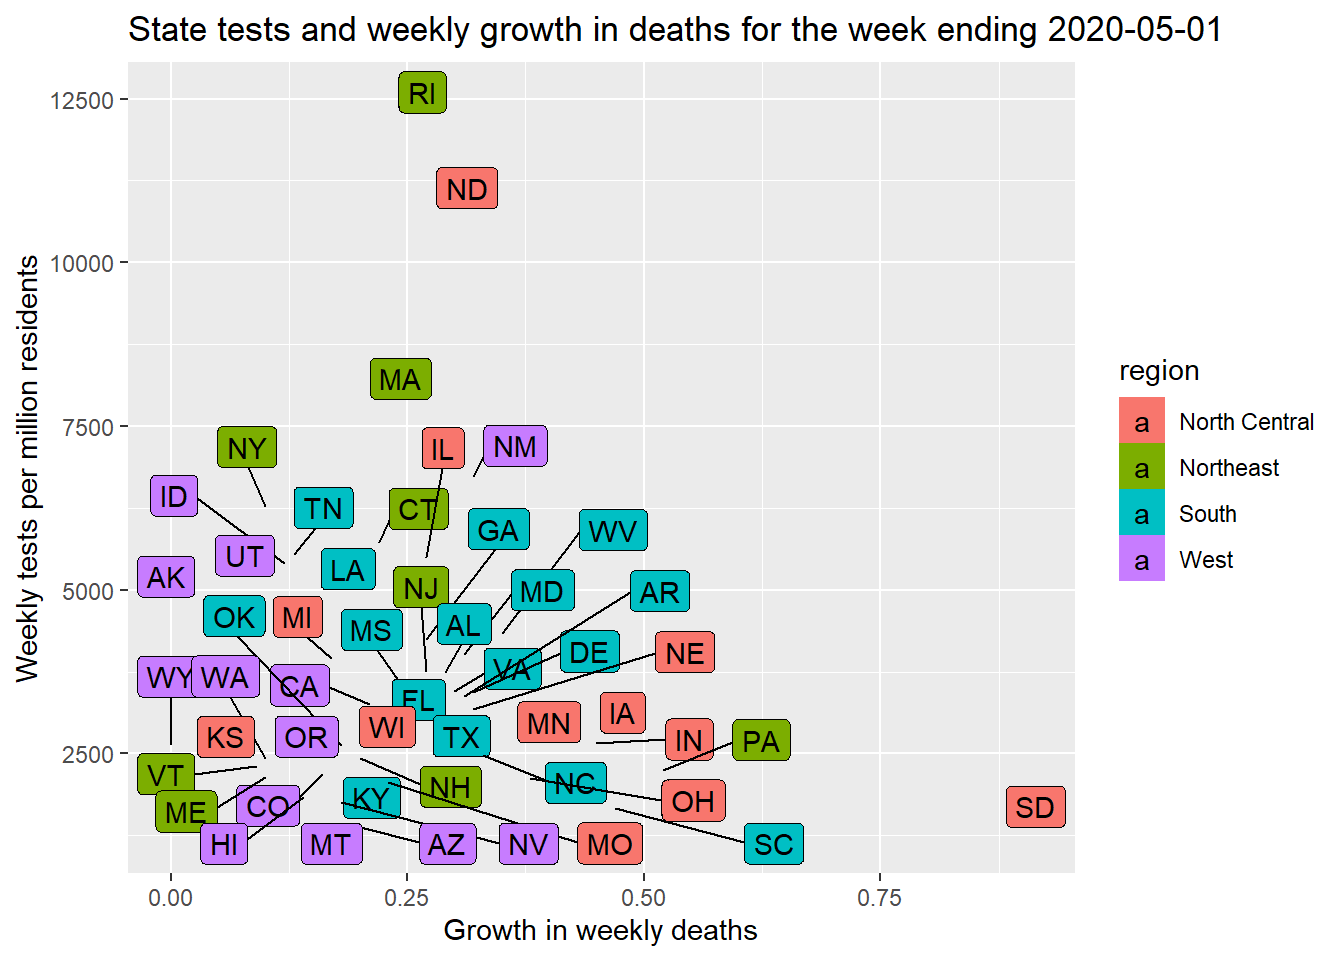 State tests and weekly growth in deaths for the week ending 2020-05-01
Weekly tests per million residents
12500
10000
7500
5000
2500
RI
ND
MA
NY
IL
NM
ID
TN
CT
GA
WV
UT
LA
AK
NJ
MD
AR
OK
MI
MS
AL
DE
NE
VA
WY
WA
CA
FL
IA
MN
WI
KS
OR
TX
IN
PA
VT
NH
NC
KY
ME
CO
OH
SD
HI
MT
AZ
NV
MO
SC
0.00
0.25
0.50
0.75
Growth in weekly deaths
region
a North Central
a Northeast
a South
a West